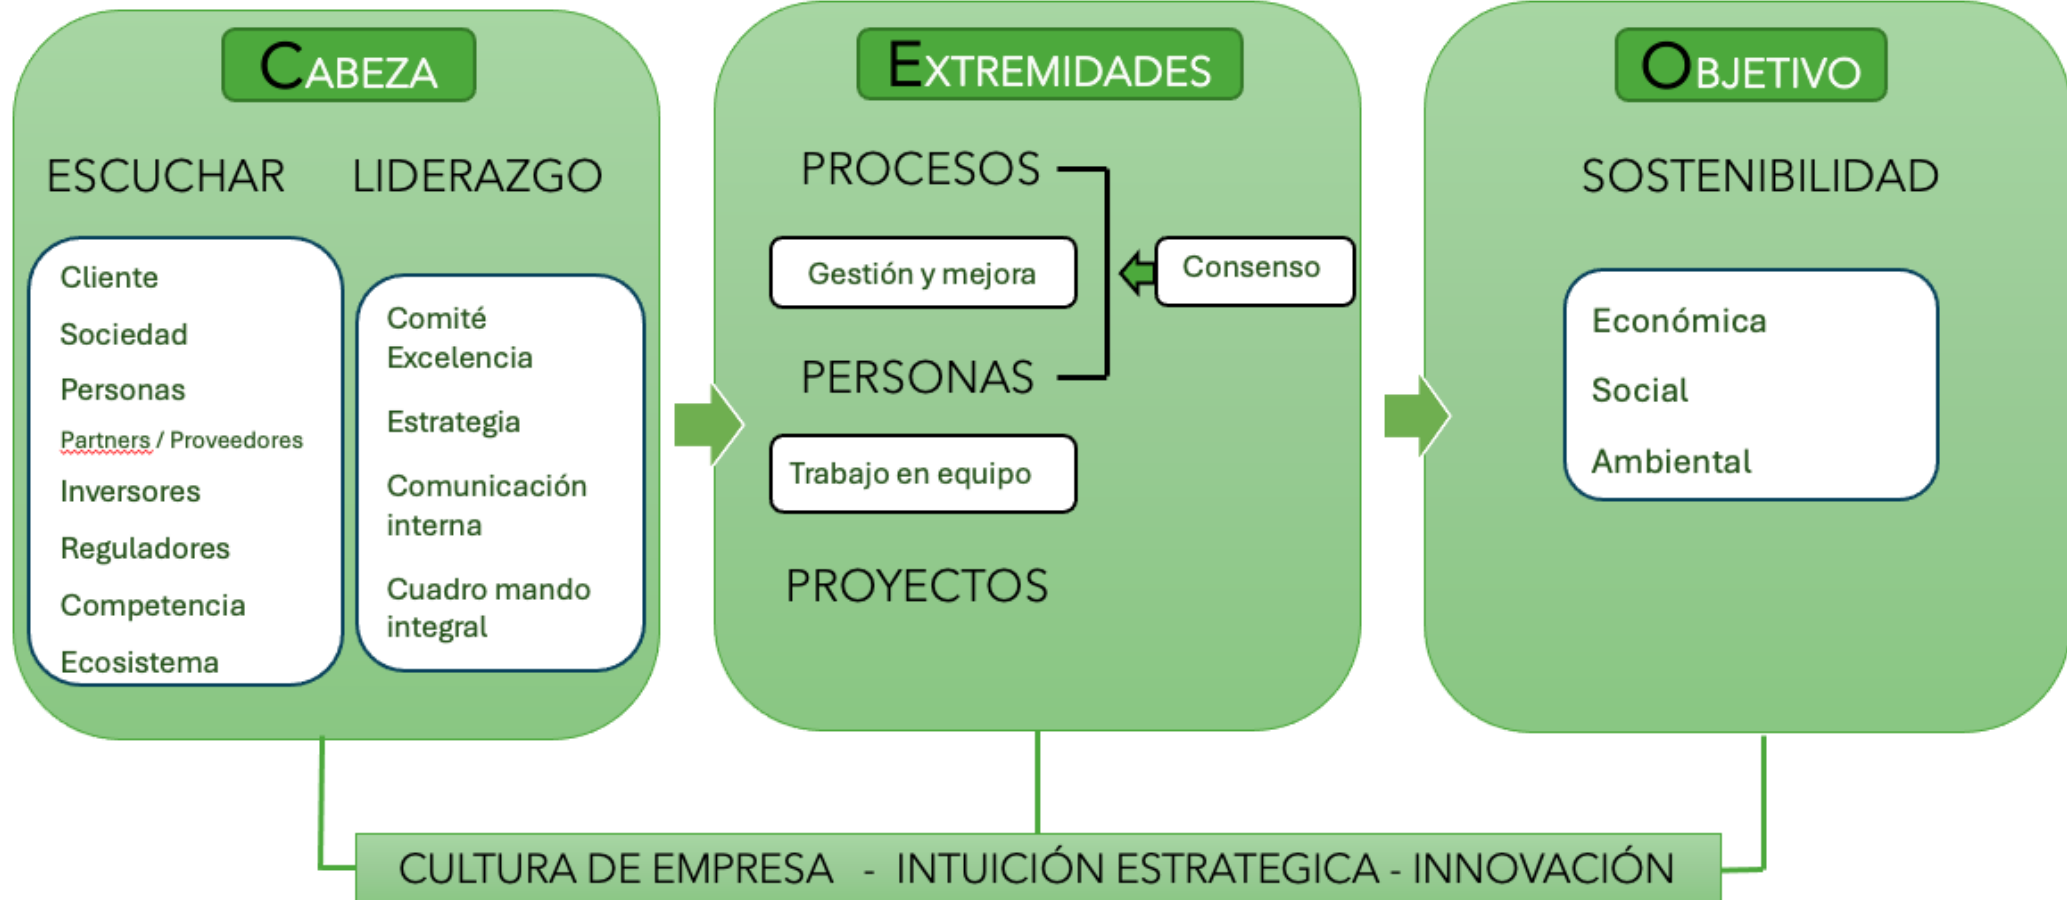 CABEZA
ESCUCHAR
Cliente
Sociedad
Personas
Partners / Proveedores
Inversores
Reguladores
Competencia
Ecosistema
LIDERAZGO
Comité
Excelencia
Estrategia
Comunicación
interna
Cuadro mando
integral
EXTREMIDADES
PROCESOS
Gestión y mejora
Consenso
PERSONAS
Trabajo en equipo
PROYECTOS
OBJETIVO
SOSTENIBILIDAD
Económica
Social
Ambiental
CULTURA DE EMPRESA - INTUICIÓN ESTRATEGICA - INNOVACIÓN